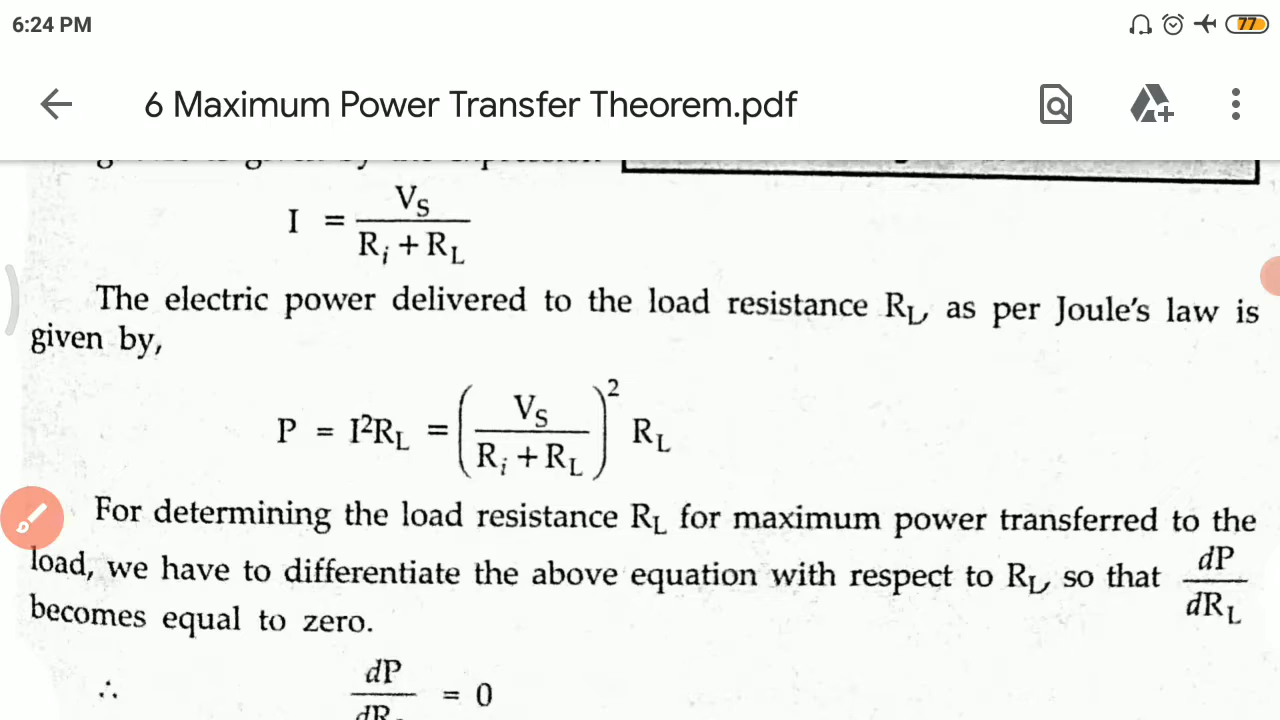 6:24 PM
77
6 Maximum Power Transfer Theorem.pdf
I = V_S / (R_i + R_L)
The electric power delivered to the load resistance R_L, as per Joule's law is
given by,
P = I²R_L = (V_S / (R_i + R_L))² R_L
For determining the load resistance R_L for maximum power transferred to the
load, we have to differentiate the above equation with respect to R_L, so that dP/dR_L
becomes equal to zero.
∴ dP/dR = 0